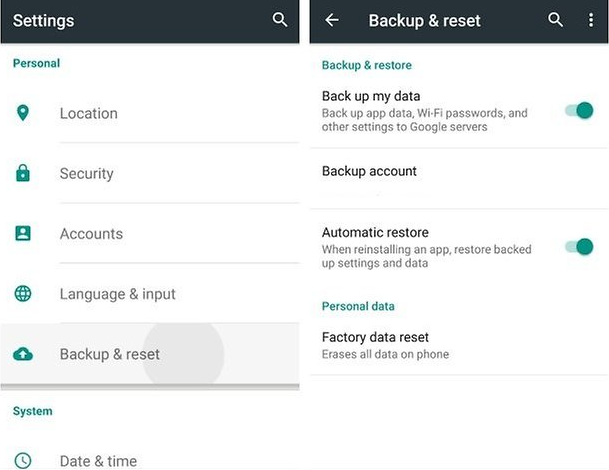 Settings
Personal
Location
Security
Accounts
Language & input
Backup & reset
System
Date & time
Backup & reset
Backup & restore
Back up my data
Back up app data, Wi-Fi passwords, and
other settings to Google servers
Backup account
Automatic restore
When reinstalling an app, restore backed
up settings and data
Personal data
Factory data reset
Erases all data on phone